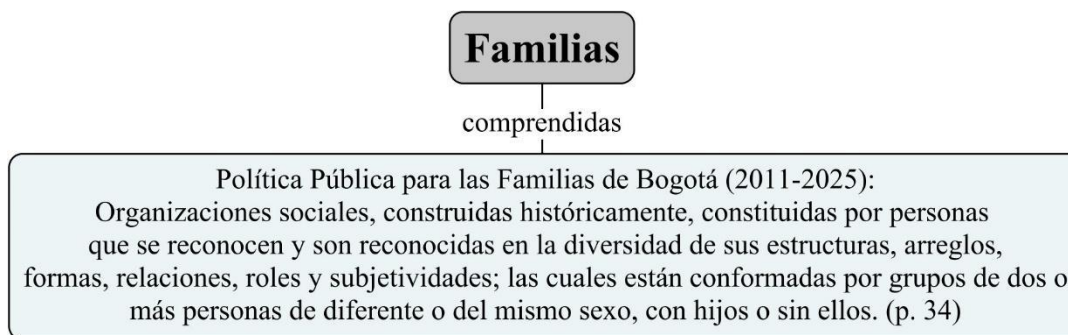 Familias
comprendidas
Política Pública para las Familias de Bogotá (2011-2025):
Organizaciones sociales, construidas históricamente, constituidas por personas
que se reconocen y son reconocidas en la diversidad de sus estructuras, arreglos,
formas, relaciones, roles y subjetividades; las cuales están conformadas por grupos de dos o
más personas de diferente o del mismo sexo, con hijos o sin ellos. (p. 34)